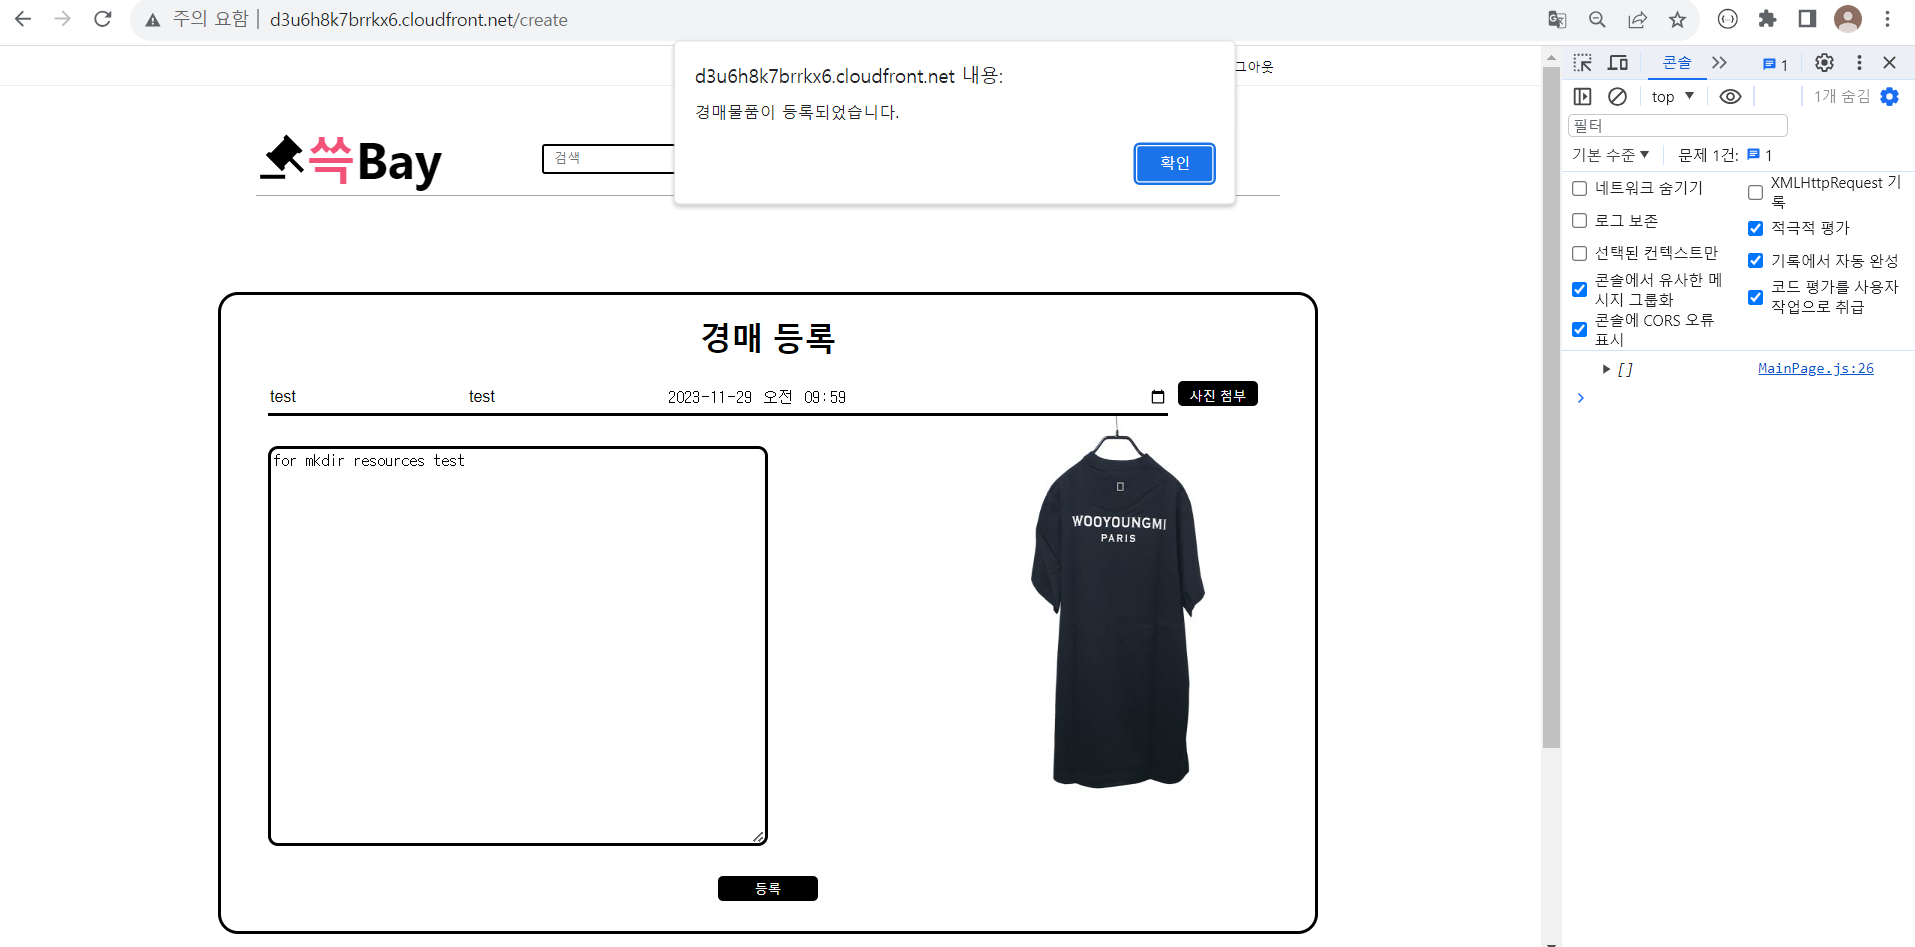 주의 요함 | d3u6h8k7brrkx6.cloudfront.net/create
d3u6h8k7brrkx6.cloudfront.net 내용:
경매물품이 등록되었습니다.
확인
그아웃
쓱Bay
검색
경매 등록
test test 2023-11-29 오전 09:59 사진 첨부
for mkdir resources test
WOOYOUNGMI
PARIS
등록
콘솔 1
top 1개 숨김
필터
기본 수준 문제 1건: 1
네트워크 숨기기
XMLHttpRequest 기
록
로그 보존
적극적 평가
선택된 컨텍스트만
기록에서 자동 완성
콘솔에서 유사한 메
시지 그룹화
코드 평가를 사용자
작업으로 취급
콘솔에 CORS 오류
표시
[] MainPage.js:26